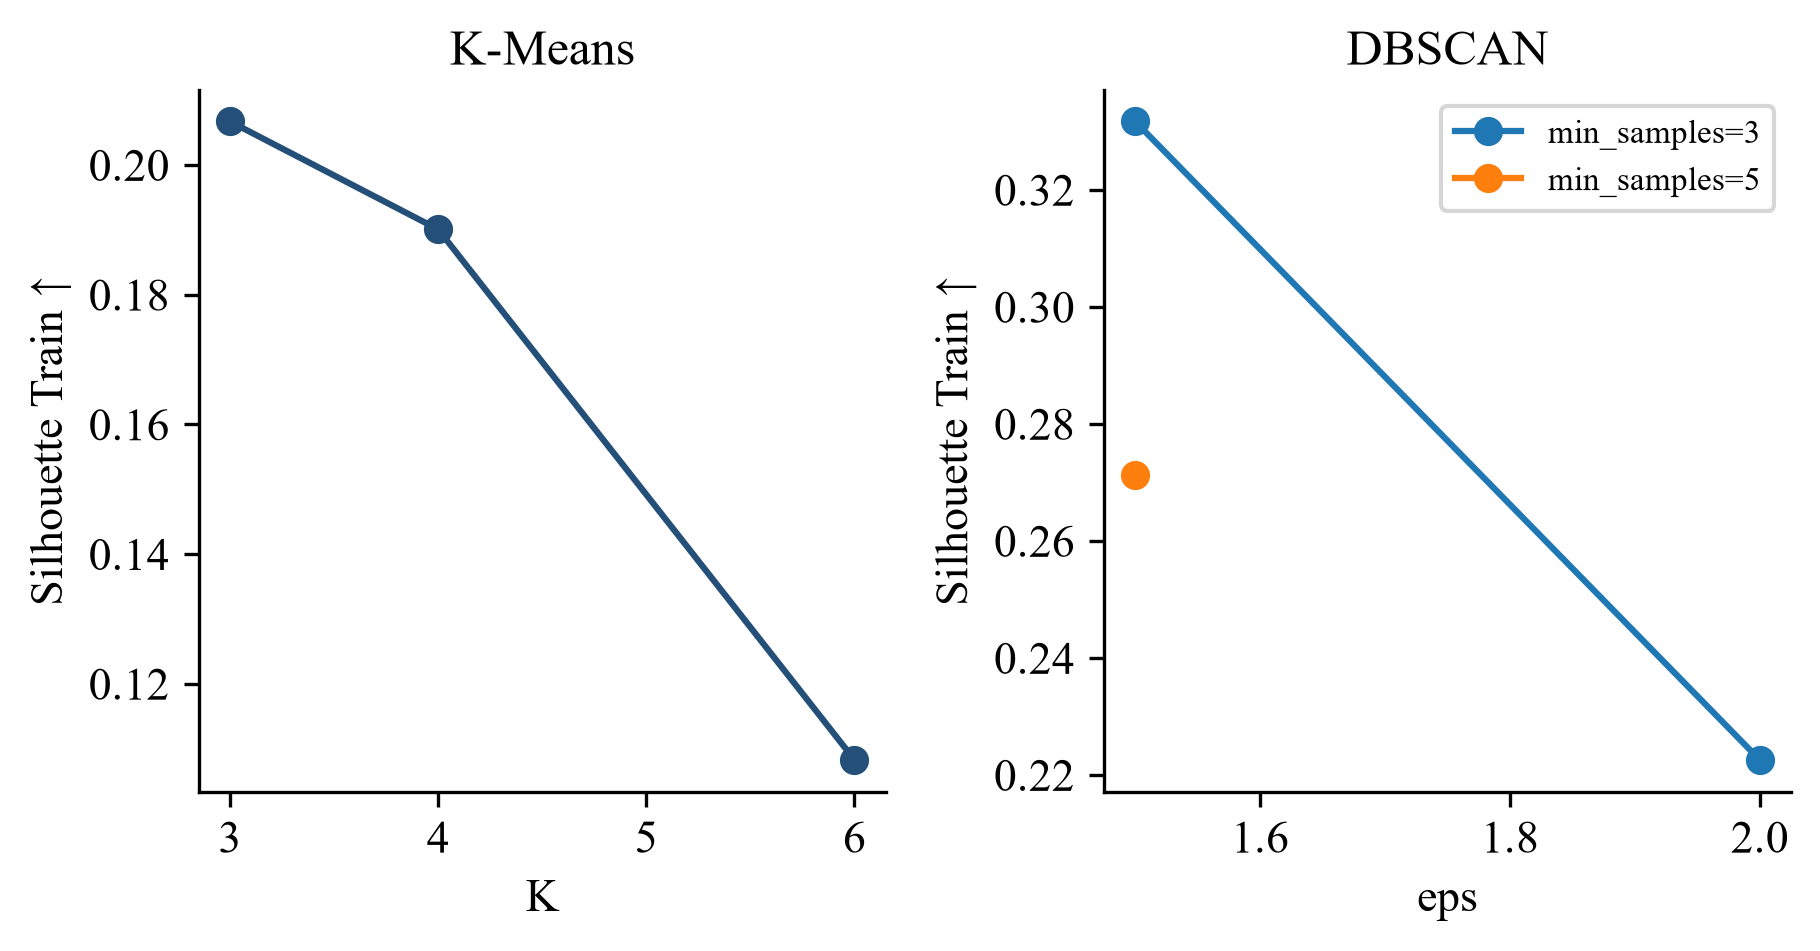 K-Means
Silhouette Train ↑
0.20
0.18
0.16
0.14
0.12
3 4 5 6
K
DBSCAN
min_samples=3
min_samples=5
Silhouette Train ↑
0.32
0.30
0.28
0.26
0.24
0.22
1.6 1.8 2.0
eps